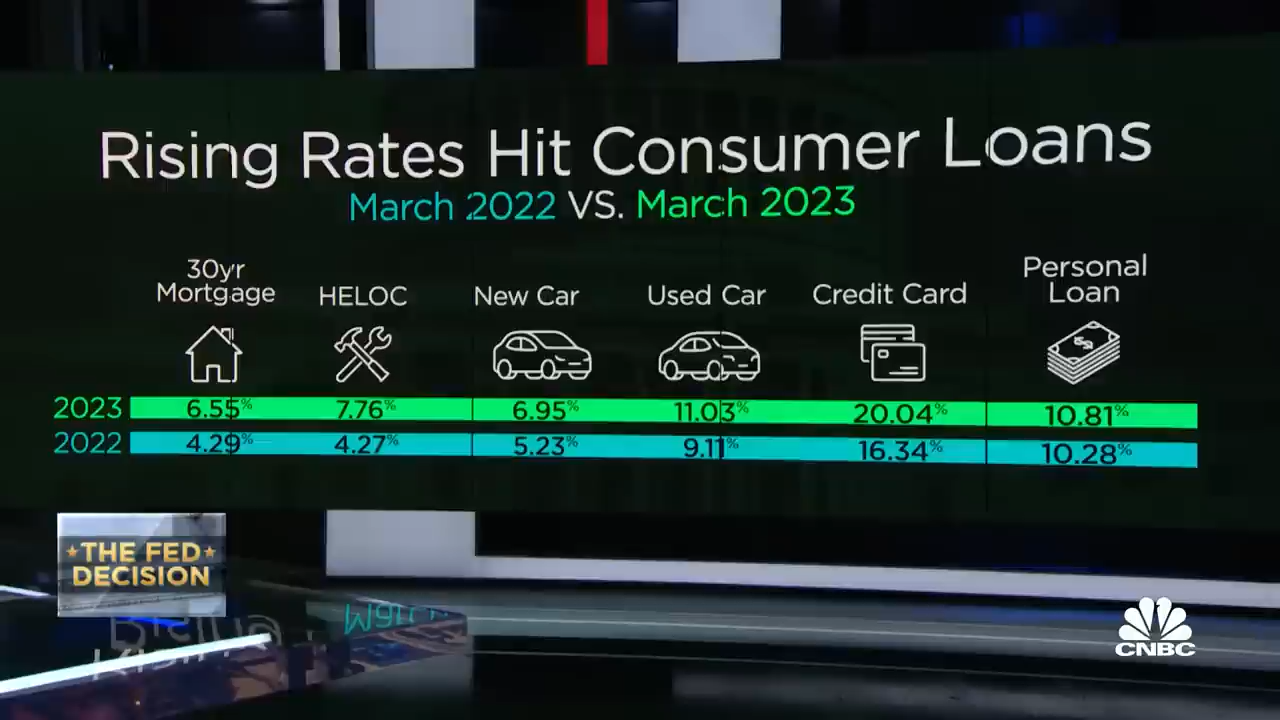 Rising Rates Hit Consumer Loans
March 2022 VS. March 2023
30yr
Mortgage
HELOC
New Car
Used Car
Credit Card
Personal
Loan
2023 6.55% 7.76% 6.95% 11.03% 20.04% 10.81%
2022 4.29% 4.27% 5.23% 9.11% 16.34% 10.28%
THE FED
DECISION
CNBC